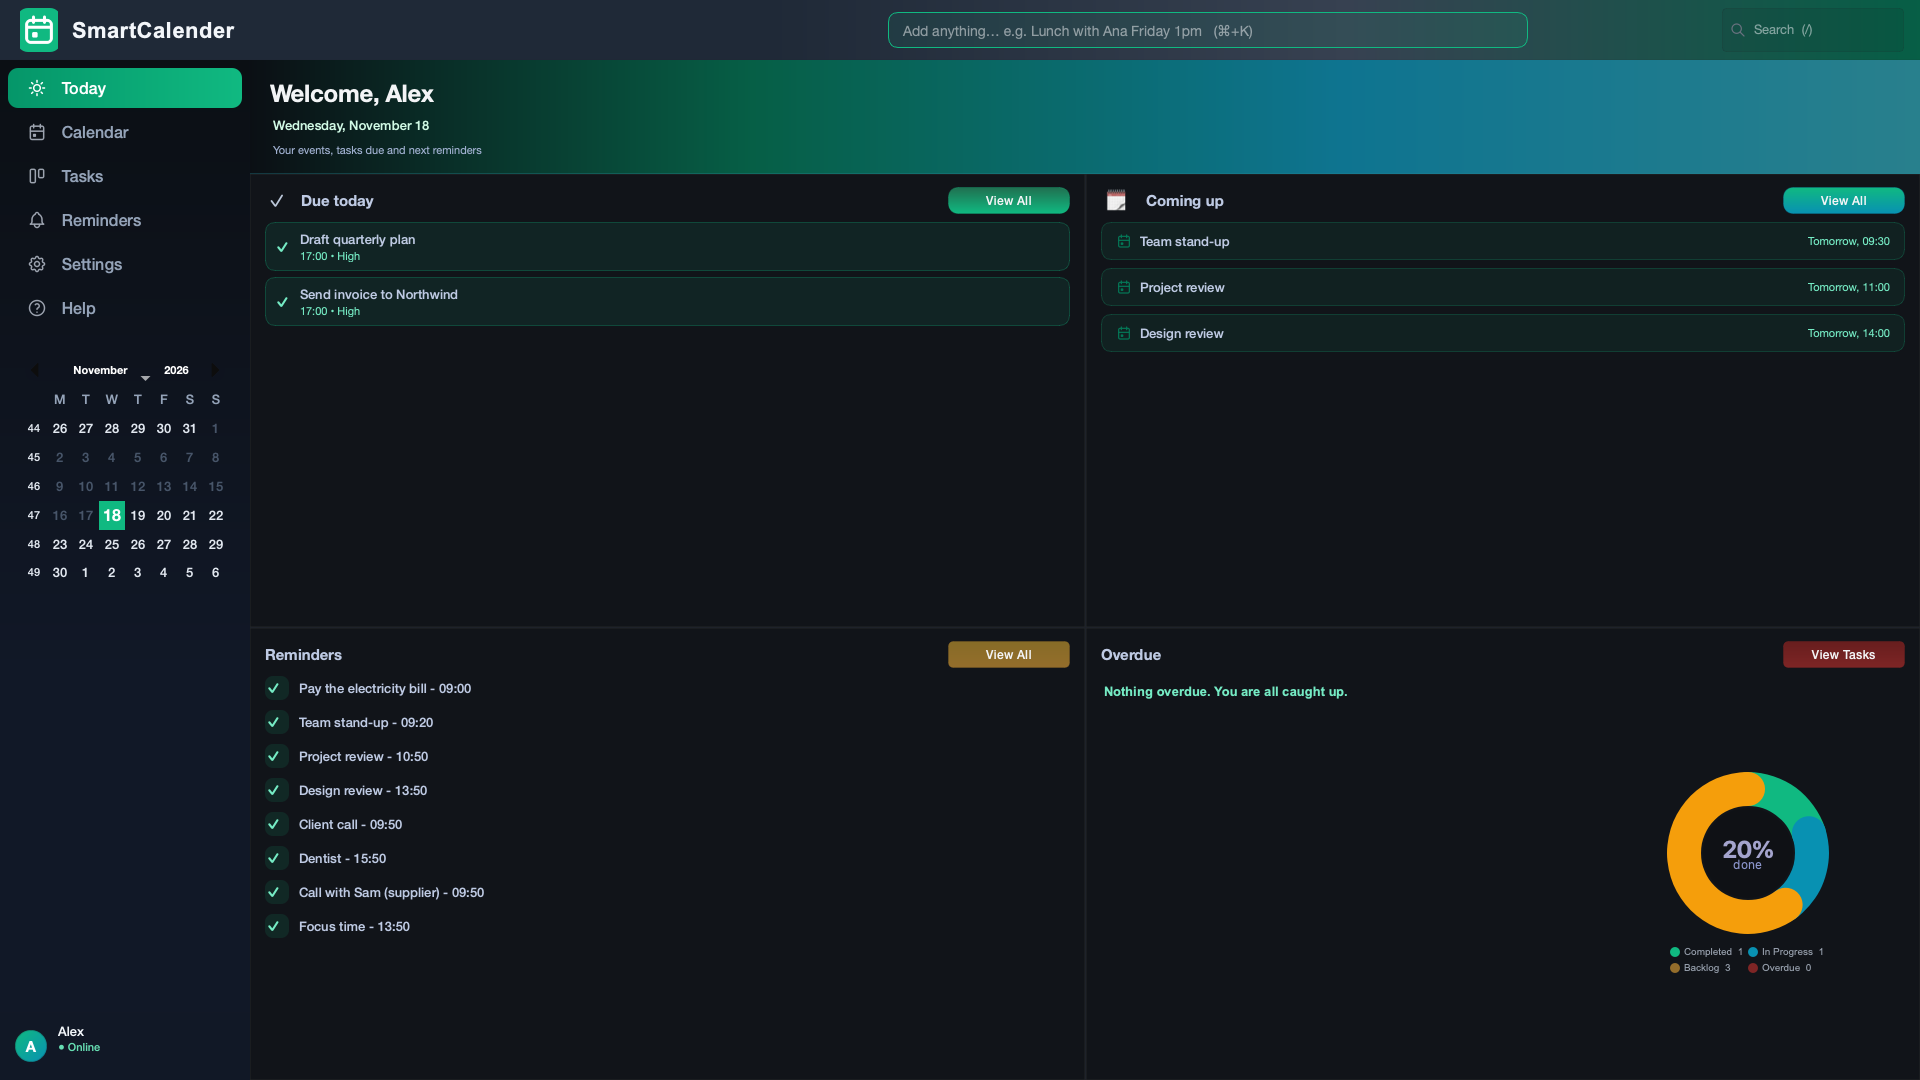 SmartCalender
Add anything... e.g. Lunch with Ana Friday 1pm (⌘+K)
Search (/)
Today
Calendar
Tasks
Reminders
Settings
Help
November 2026
M T W T F S S
44 26 27 28 29 30 31 1
45 2 3 4 5 6 7 8
46 9 10 11 12 13 14 15
47 16 17 18 19 20 21 22
48 23 24 25 26 27 28 29
49 30 1 2 3 4 5 6
A
Alex
• Online
Welcome, Alex
Wednesday, November 18
Your events, tasks due and next reminders
Due today
View All
Draft quarterly plan
17:00 • High
Send invoice to Northwind
17:00 • High
Coming up
View All
Team stand-up Tomorrow, 09:30
Project review Tomorrow, 11:00
Design review Tomorrow, 14:00
Reminders
View All
Pay the electricity bill - 09:00
Team stand-up - 09:20
Project review - 10:50
Design review - 13:50
Client call - 09:50
Dentist - 15:50
Call with Sam (supplier) - 09:50
Focus time - 13:50
Overdue
View Tasks
Nothing overdue. You are all caught up.
20%
done
Completed 1 In Progress 1
Backlog 3 Overdue 0